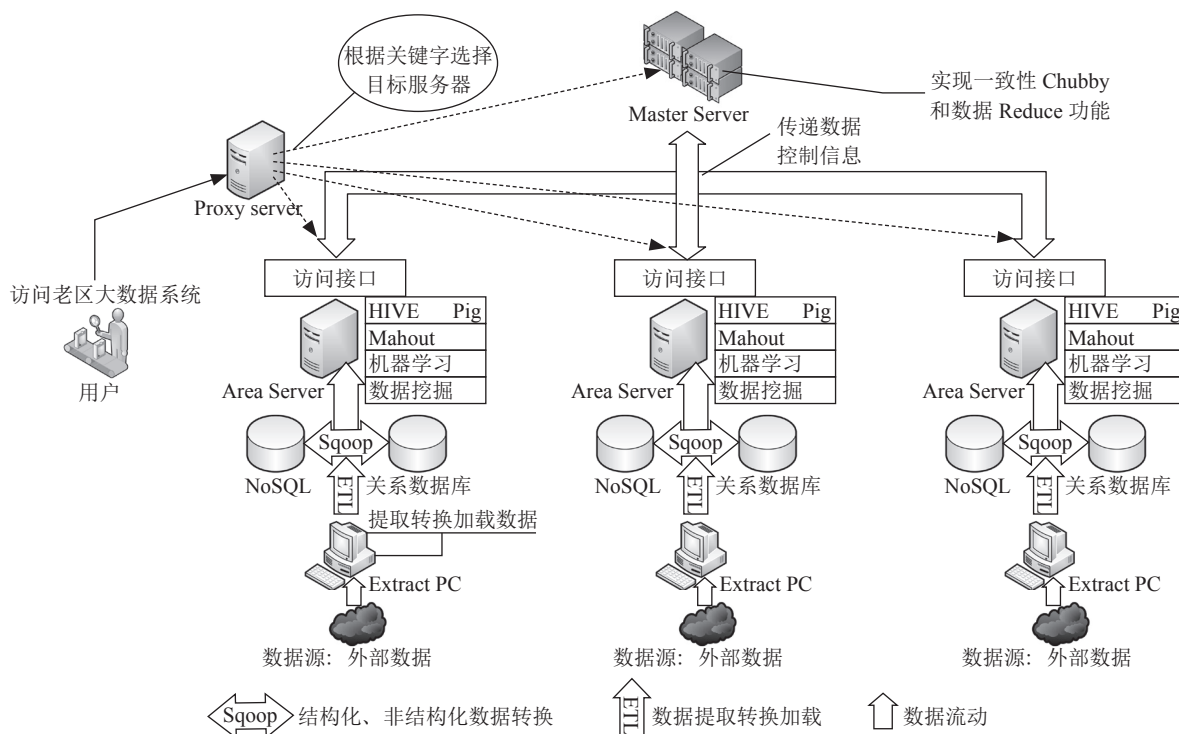 根据关键字选择
目标服务器
Master Server
实现一致性 Chubby
和数据 Reduce 功能
传递数据
控制信息
Proxy server
访问老区大数据系统
用户
访问接口
访问接口
访问接口
HIVE Pig
Mahout
机器学习
数据挖掘
Area Server
HIVE Pig
Mahout
机器学习
数据挖掘
Area Server
HIVE Pig
Mahout
机器学习
数据挖掘
Area Server
Sqoop
NoSQL
关系数据库
Sqoop
NoSQL
关系数据库
Sqoop
NoSQL
关系数据库
ETL
ETL
ETL
提取转换加载数据
Extract PC
Extract PC
Extract PC
数据源：外部数据
数据源：外部数据
数据源：外部数据
Sqoop 结构化、非结构化数据转换
ETL 数据提取转换加载
数据流动